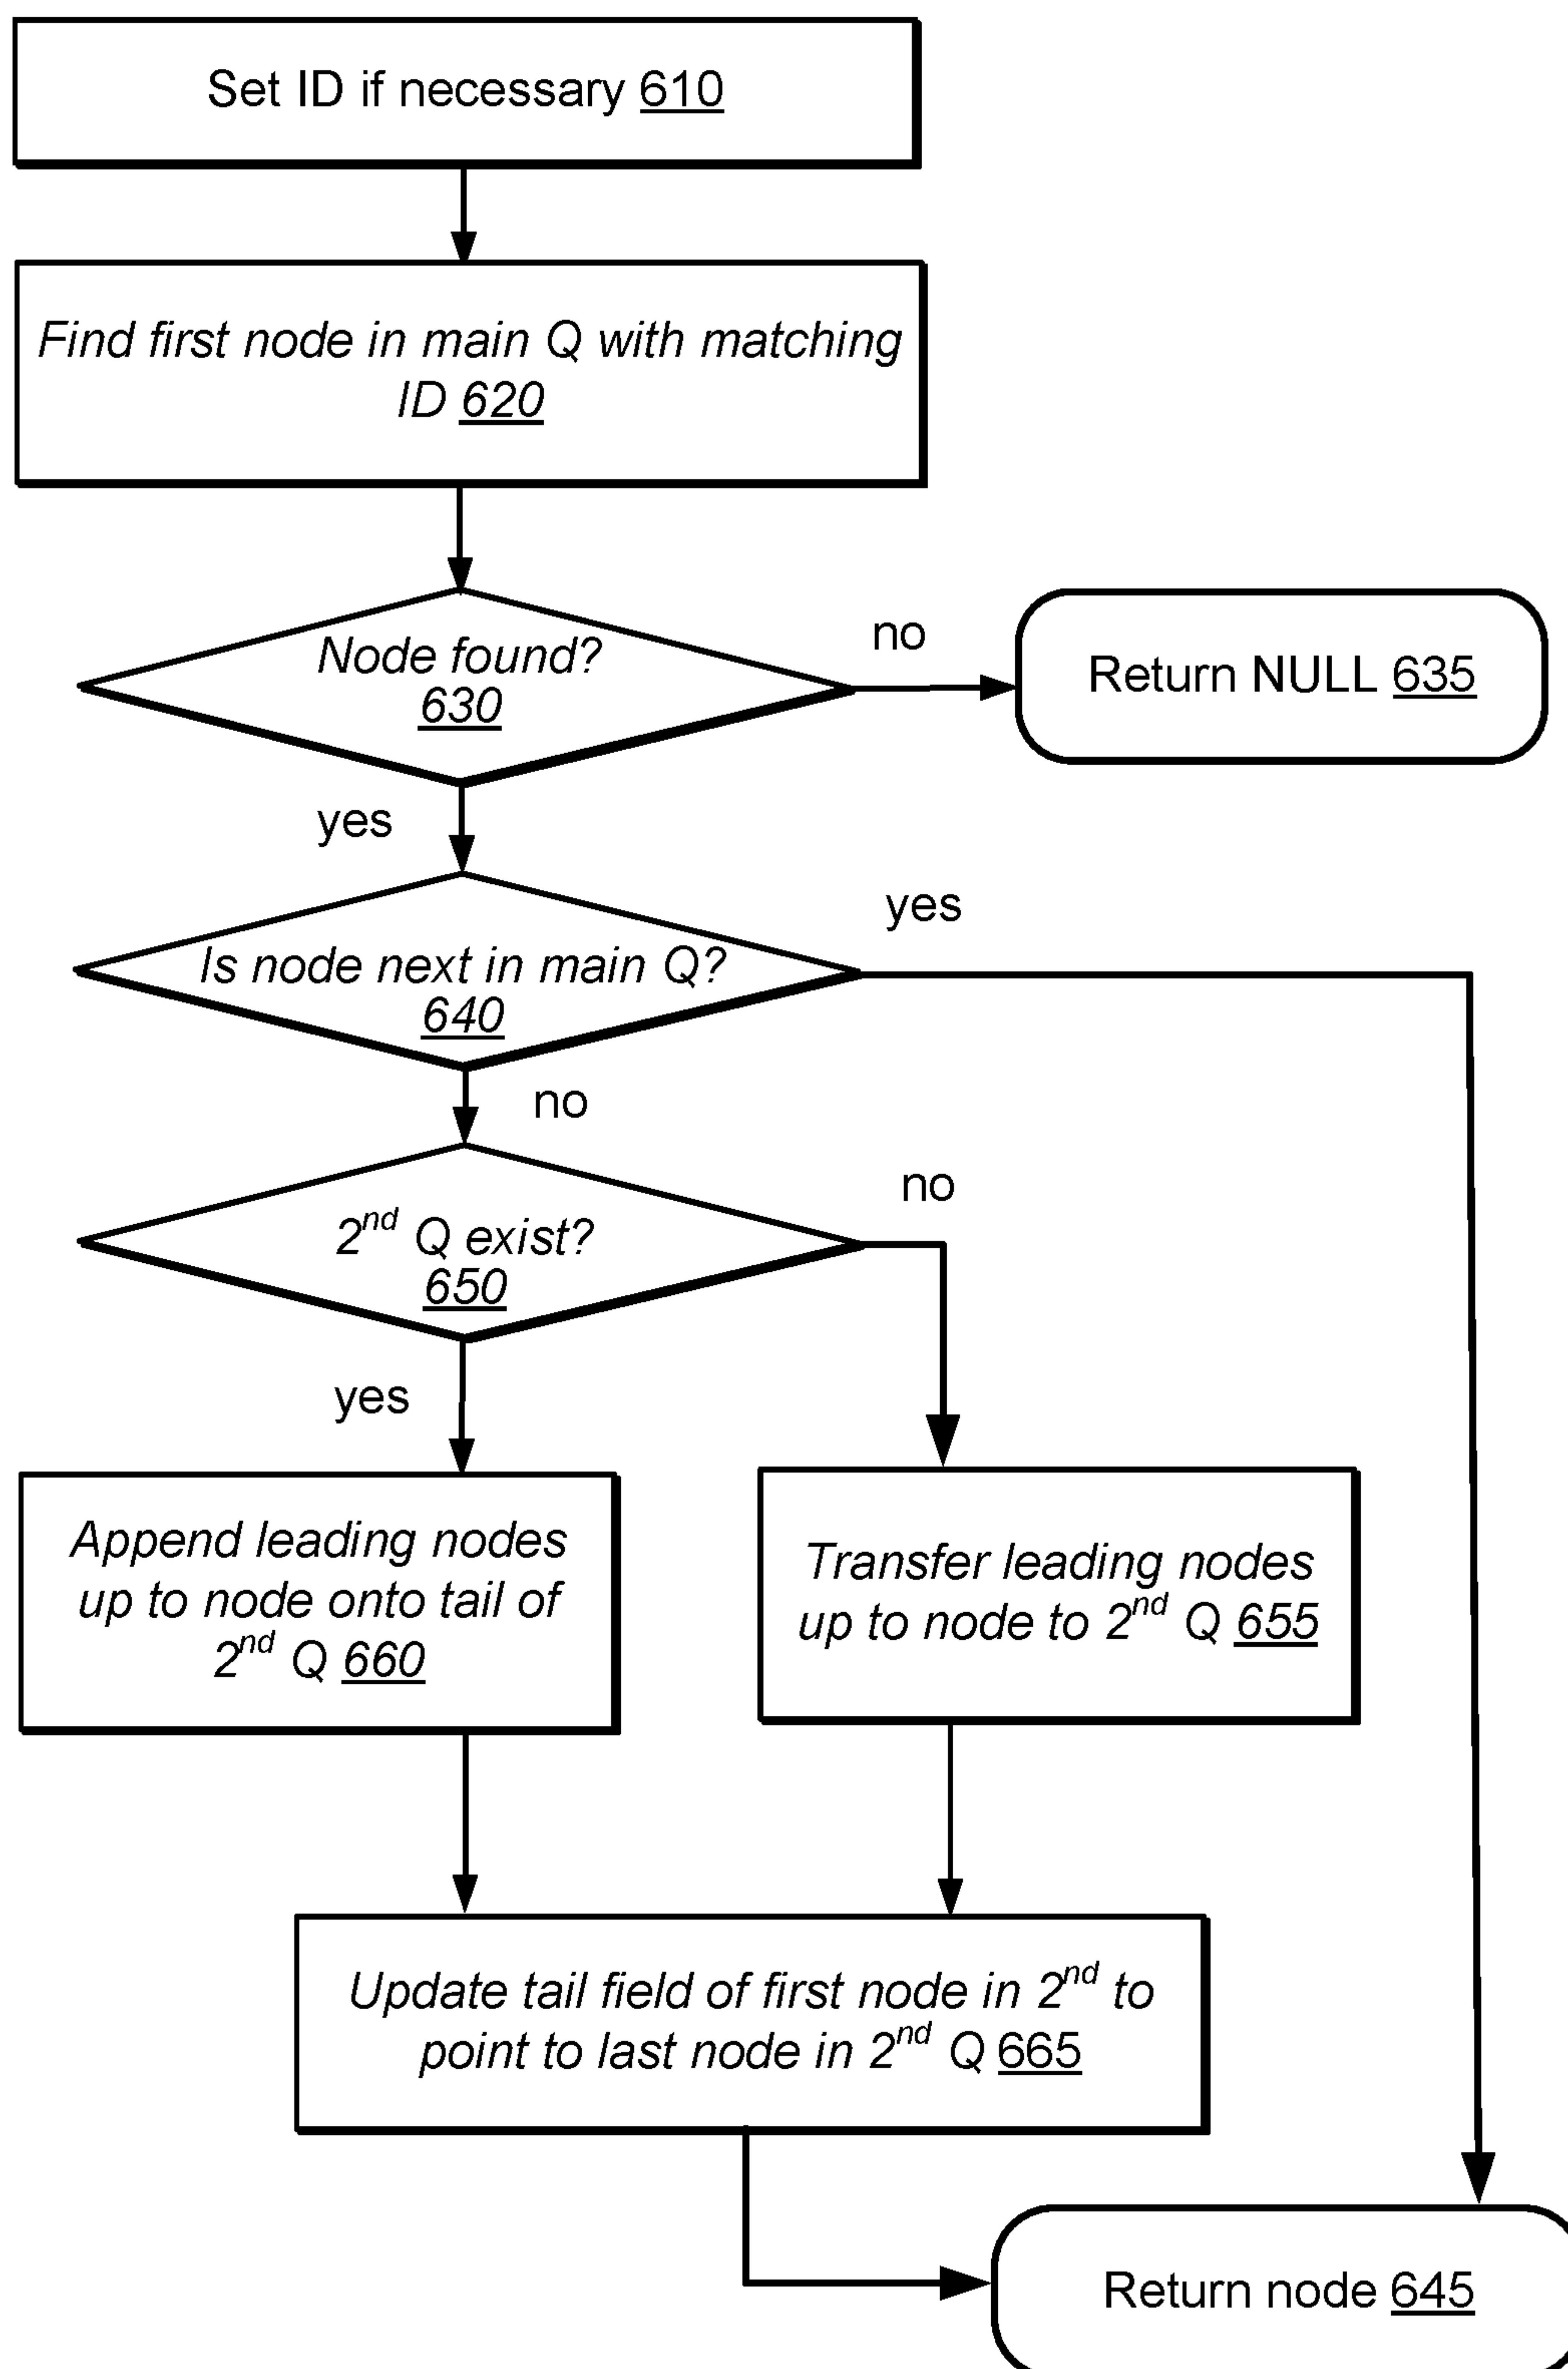 Set ID if necessary 610
Find first node in main Q with matching
ID 620
Node found?
630
no
Return NULL 635
yes
Is node next in main Q?
640
yes
no
2nd Q exist?
650
no
yes
Append leading nodes
up to node onto tail of
2nd Q 660
Transfer leading nodes
up to node to 2nd Q 655
Update tail field of first node in 2nd to
point to last node in 2nd Q 665
Return node 645